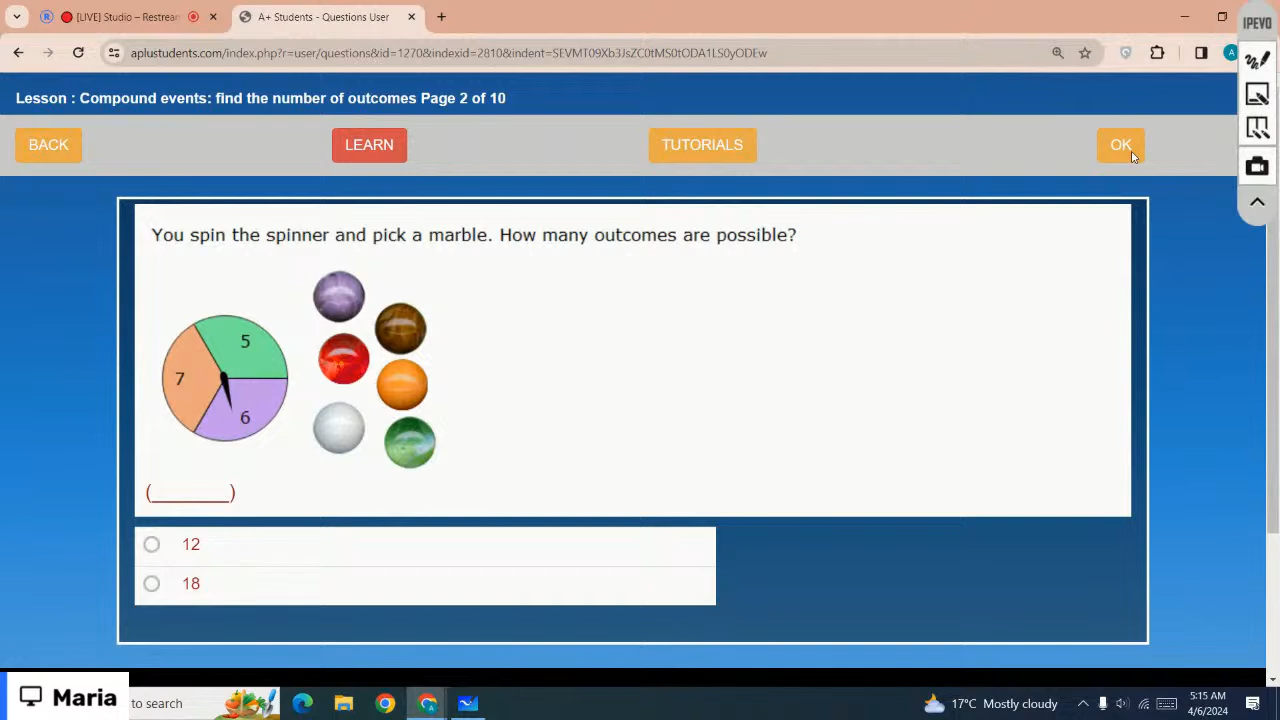 [LIVE] Studio – Restrean
A+ Students - Questions User
IPEVO
aplustudents.com/index.php?r=user/questions&id=1270&indexid=2810&indent=
A
Lesson : Compound events: find the number of outcomes Page 2 of 10
BACK
LEARN
TUTORIALS
OK
You spin the spinner and pick a marble. How many outcomes are possible?
5
7
6
(________)
12
18
Maria
to search
17°C Mostly cloudy
5:15 AM
4/6/2024